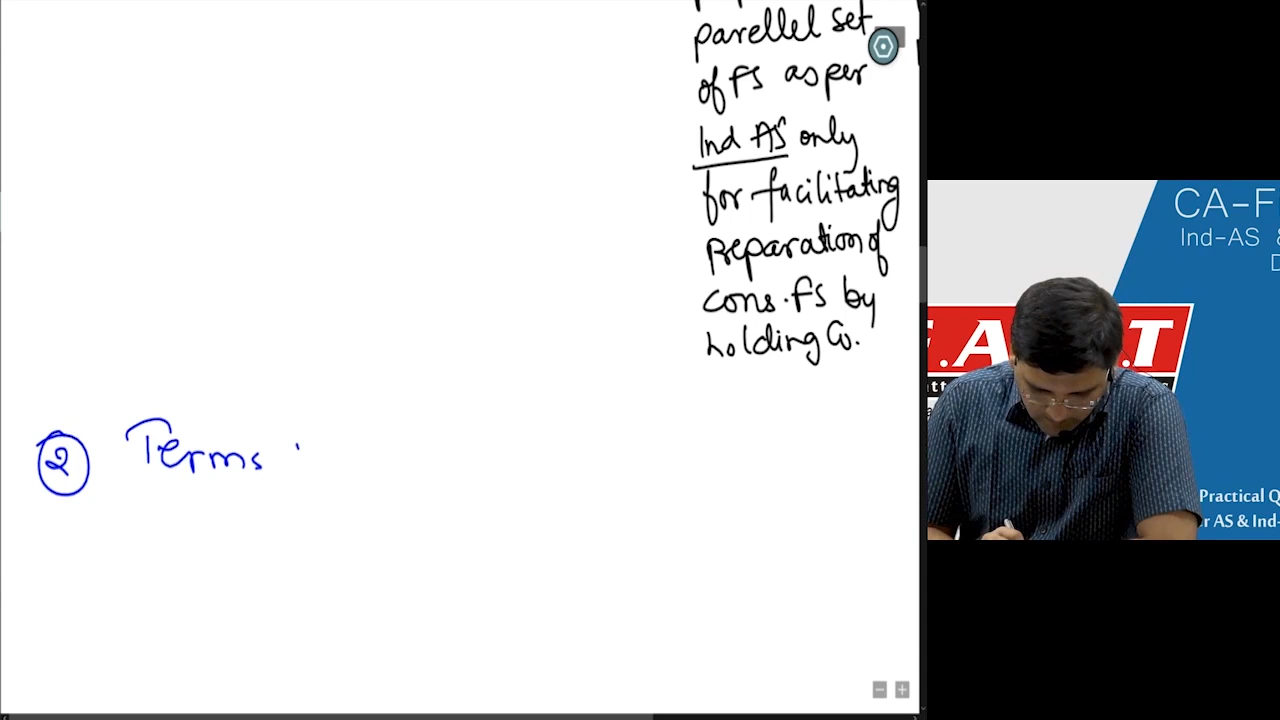 parellel set
of FS as per
Ind AS only
for facilitating
preparation of
cons. FS by
holding Co.
② Terms
CA-F
Ind-AS &
D
.A T
att
Practical Q
r AS & Ind-